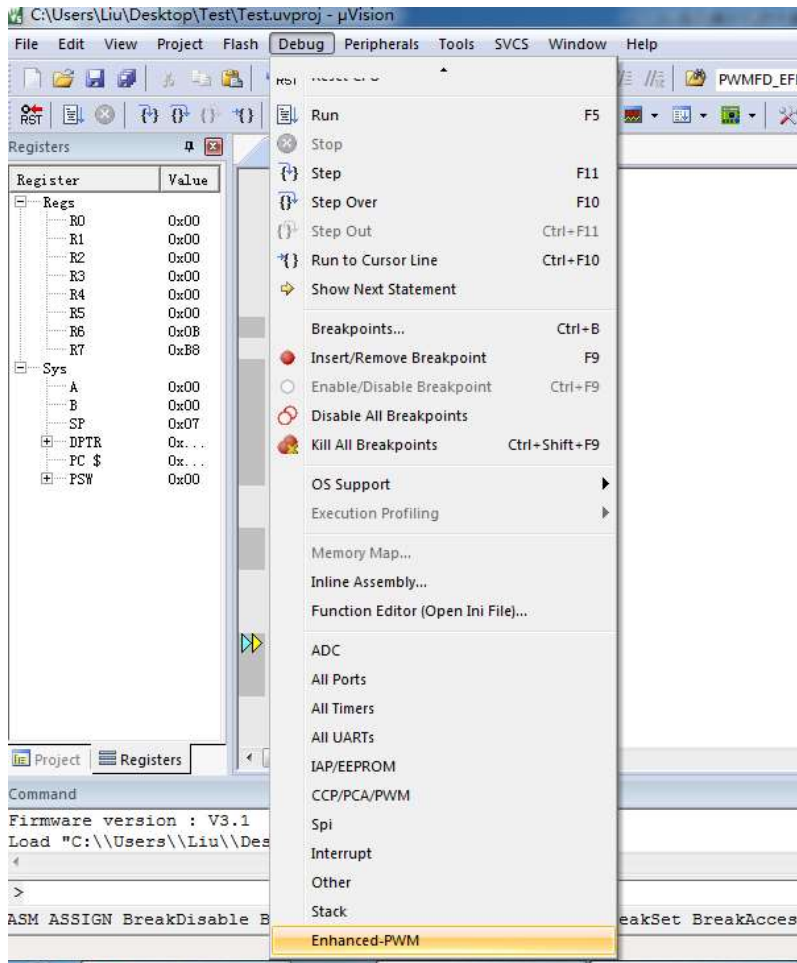 C:\Users\Liu\Desktop\Test\Test.uvproj - µVision
File Edit View Project Flash Debug Peripherals Tools SVCS Window Help
RST
PWMFD_EF
RST
Registers
Register Value
Regs
R0 0x00
R1 0x00
R2 0x00
R3 0x00
R4 0x00
R5 0x00
R6 0x0B
R7 0xB8
Sys
A 0x00
B 0x00
SP 0x07
DPTR 0x...
PC $ 0x...
PSW 0x00
Project Registers
Run F5
Stop
Step F11
Step Over F10
Step Out Ctrl+F11
Run to Cursor Line Ctrl+F10
Show Next Statement
Breakpoints... Ctrl+B
Insert/Remove Breakpoint F9
Enable/Disable Breakpoint Ctrl+F9
Disable All Breakpoints
Kill All Breakpoints Ctrl+Shift+F9
OS Support
Execution Profiling
Memory Map...
Inline Assembly...
Function Editor (Open Ini File)...
ADC
All Ports
All Timers
All UARTs
IAP/EEPROM
CCP/PCA/PWM
Spi
Interrupt
Other
Stack
Enhanced-PWM
Command
Firmware version : V3.1
Load "C:\\Users\\Liu\\Des
>
ASM ASSIGN BreakDisable B eakSet BreakAcces